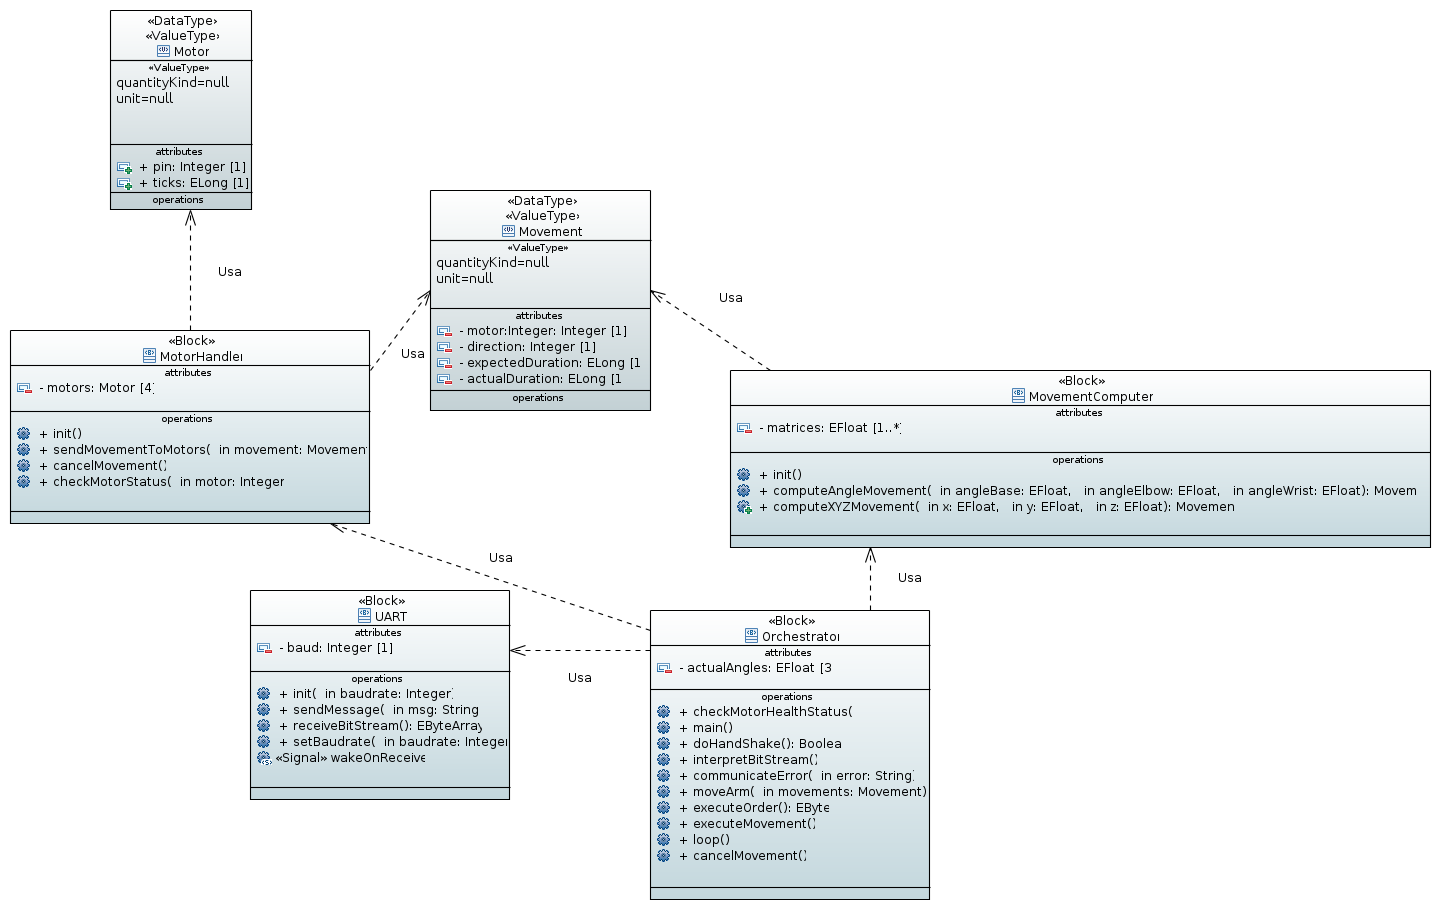 «DataType»
«ValueType»
Motor
«ValueType»
quantityKind=null
unit=null
attributes
+ pin: Integer [1]
+ ticks: ELong [1]
operations
Usa
«DataType»
«ValueType»
Movement
«ValueType»
quantityKind=null
unit=null
attributes
- motor:Integer: Integer [1]
- direction: Integer [1]
- expectedDuration: ELong [1
- actualDuration: ELong [1
operations
Usa
Usa
«Block»
MotorHandler
attributes
- motors: Motor [4]
operations
+ init()
+ sendMovementToMotors( in movement: Movement
+ cancelMovement()
+ checkMotorStatus( in motor: Integer
«Block»
MovementComputer
attributes
- matrices: EFloat [1..*]
operations
+ init()
+ computeAngleMovement( in angleBase: EFloat, in angleElbow: EFloat, in angleWrist: EFloat): Movem
+ computeXYZMovement( in x: EFloat, in y: EFloat, in z: EFloat): Movemen
Usa
Usa
«Block»
UART
attributes
- baud: Integer [1]
operations
+ init( in baudrate: Integer)
+ sendMessage( in msg: String
+ receiveBitStream(): EByteArray
+ setBaudrate( in baudrate: Integer
«Signal» wakeOnReceive
Usa
«Block»
Orchestrator
attributes
- actualAngles: EFloat [3
operations
+ checkMotorHealthStatus(
+ main()
+ doHandShake(): Boolea
+ interpretBitStream()
+ communicateError( in error: String)
+ moveArm( in movements: Movement)
+ executeOrder(): EByte
+ executeMovement()
+ loop()
+ cancelMovement()